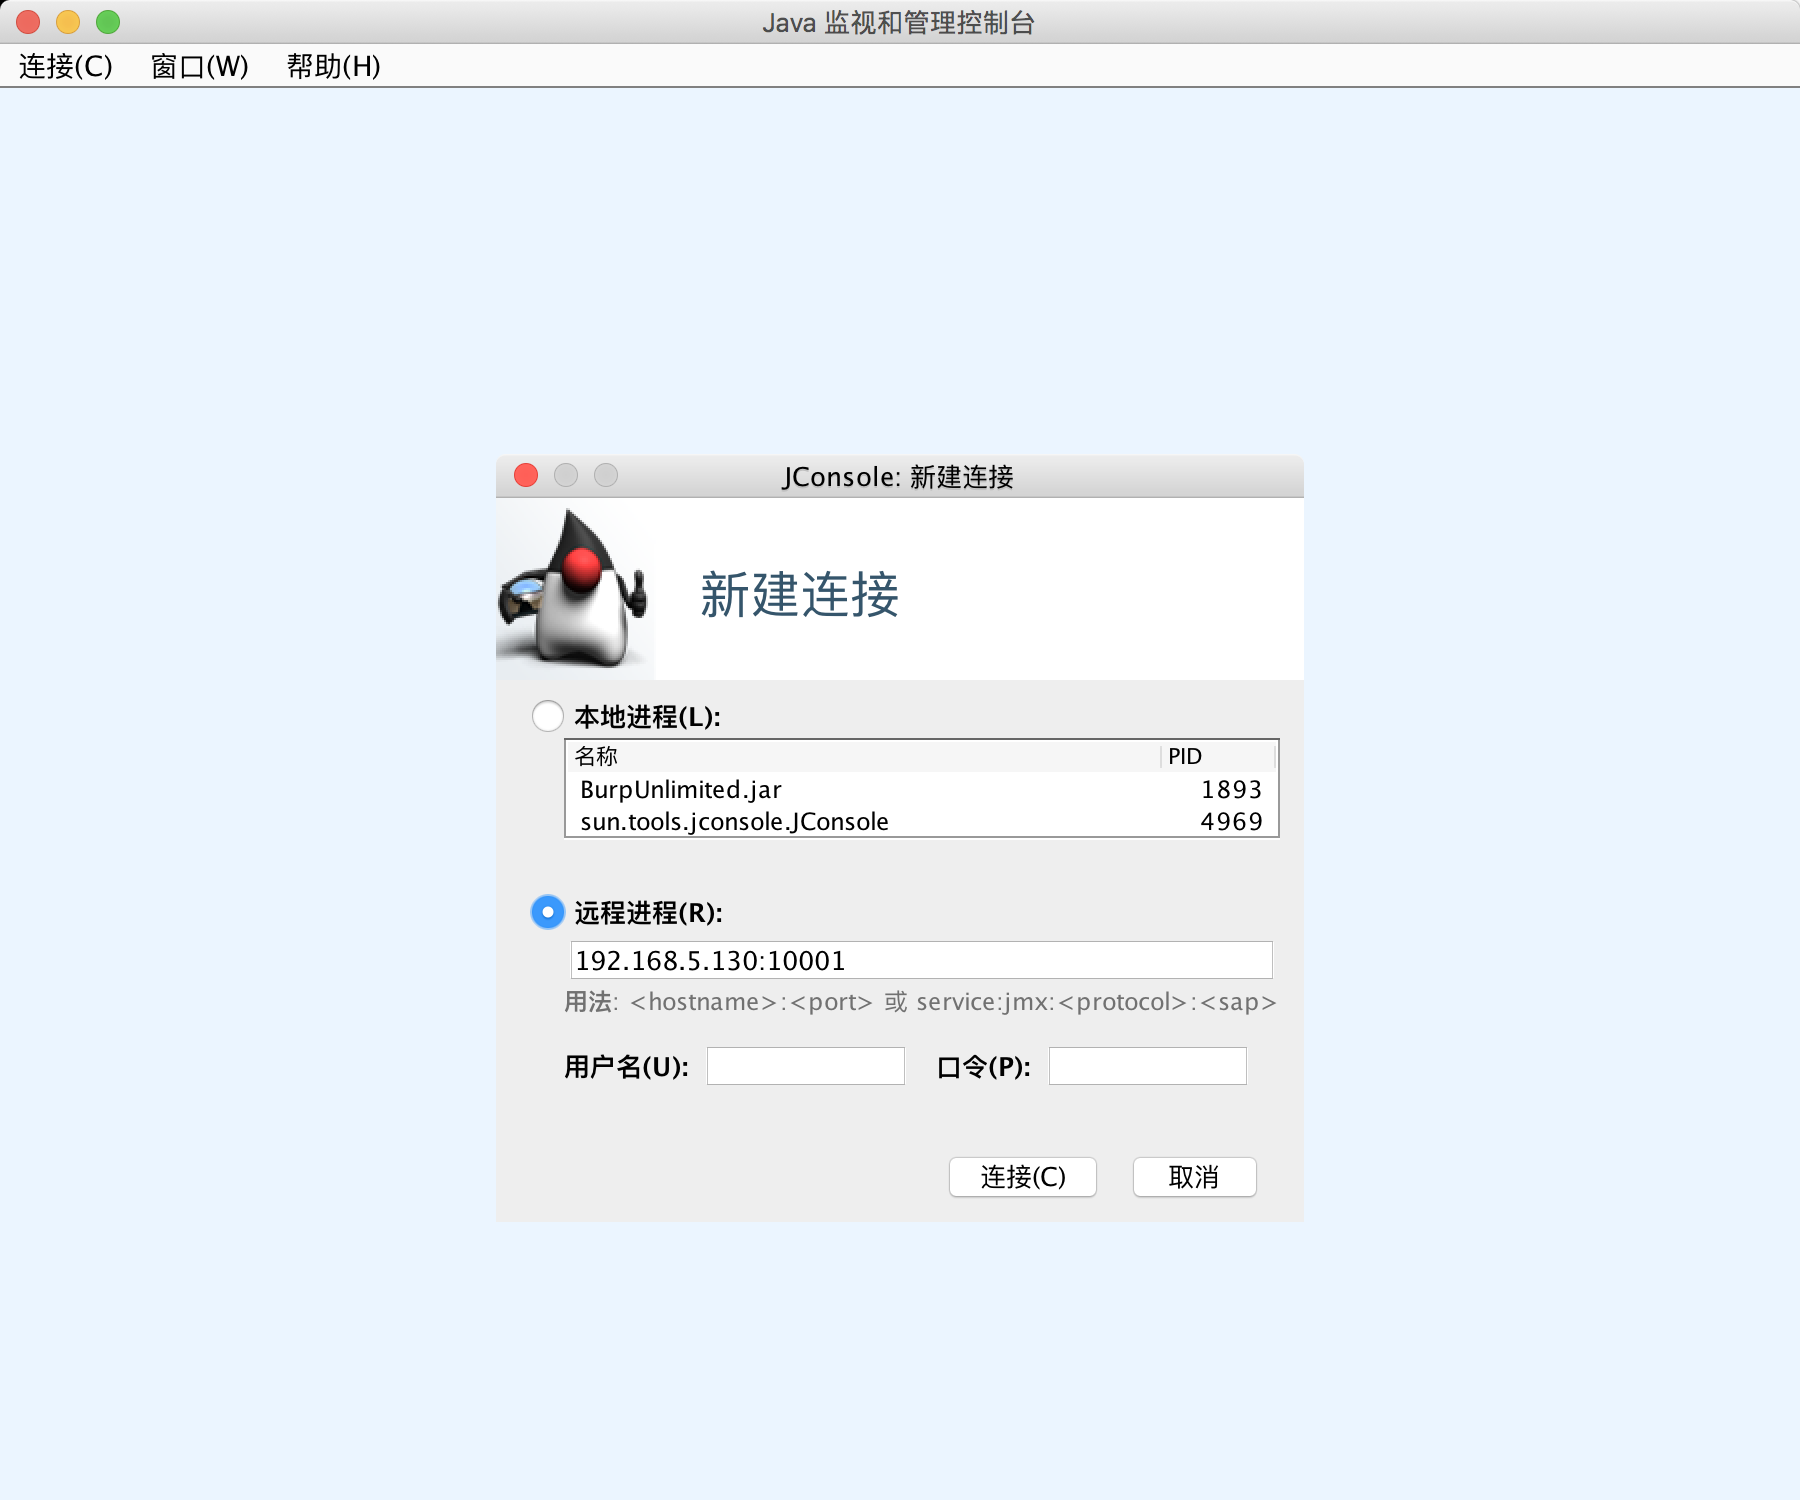 Java 监视和管理控制台
连接(C) 窗口(W) 帮助(H)
JConsole: 新建连接
新建连接
本地进程(L):
名称 PID
BurpUnlimited.jar 1893
sun.tools.jconsole.JConsole 4969
远程进程(R):
192.168.5.130:10001
用法: <hostname>:<port> 或 service:jmx:<protocol>:<sap>
用户名(U): 口令(P):
连接(C) 取消